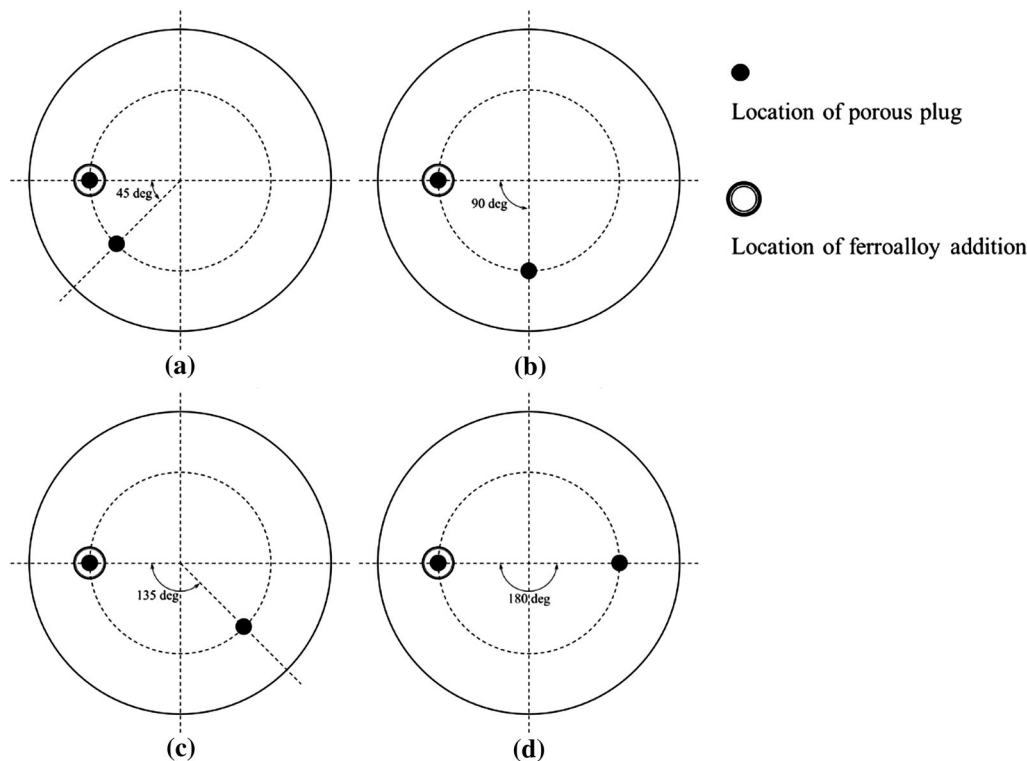 45 deg
(a)
90 deg
(b)
Location of porous plug
Location of ferroalloy addition
135 deg
(c)
180 deg
(d)